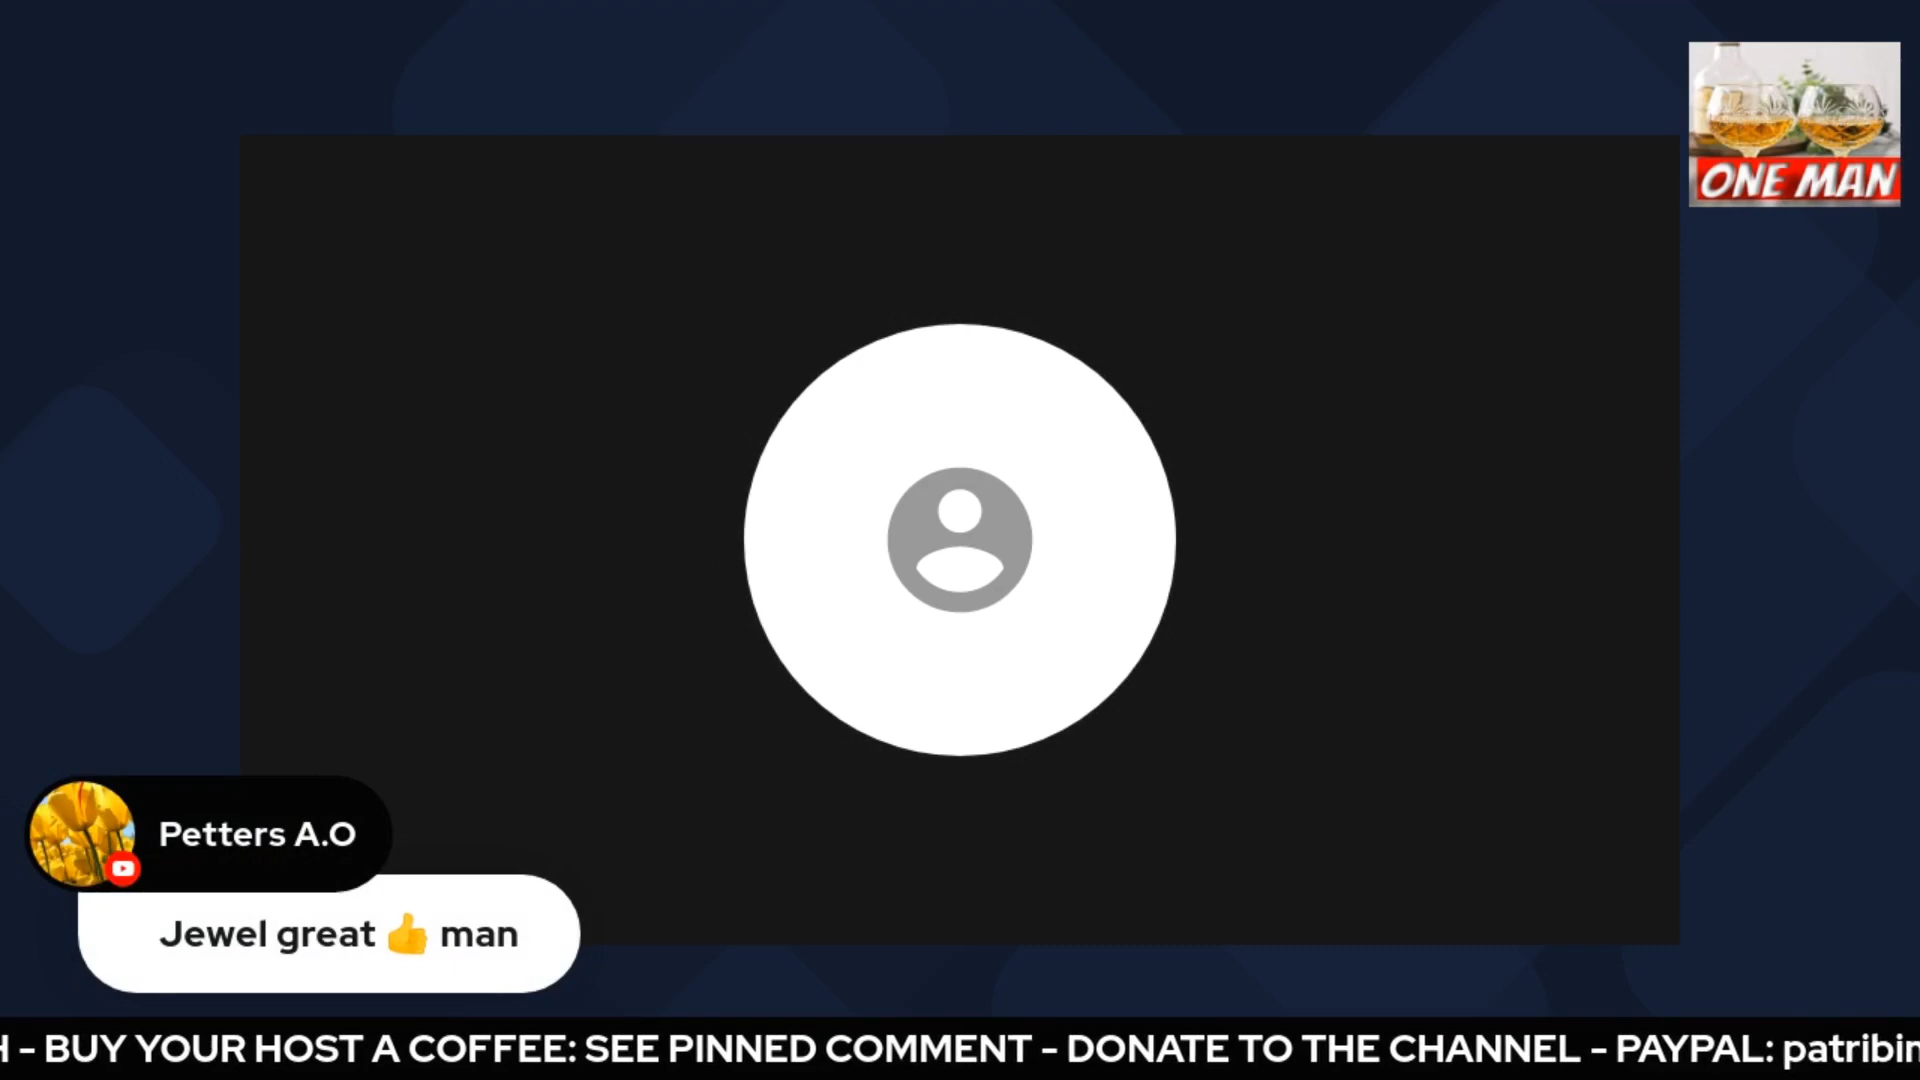 ONE MAN
Petters A.O
Jewel great 👍 man
- BUY YOUR HOST A COFFEE: SEE PINNED COMMENT - DONATE TO THE CHANNEL - PAYPAL: